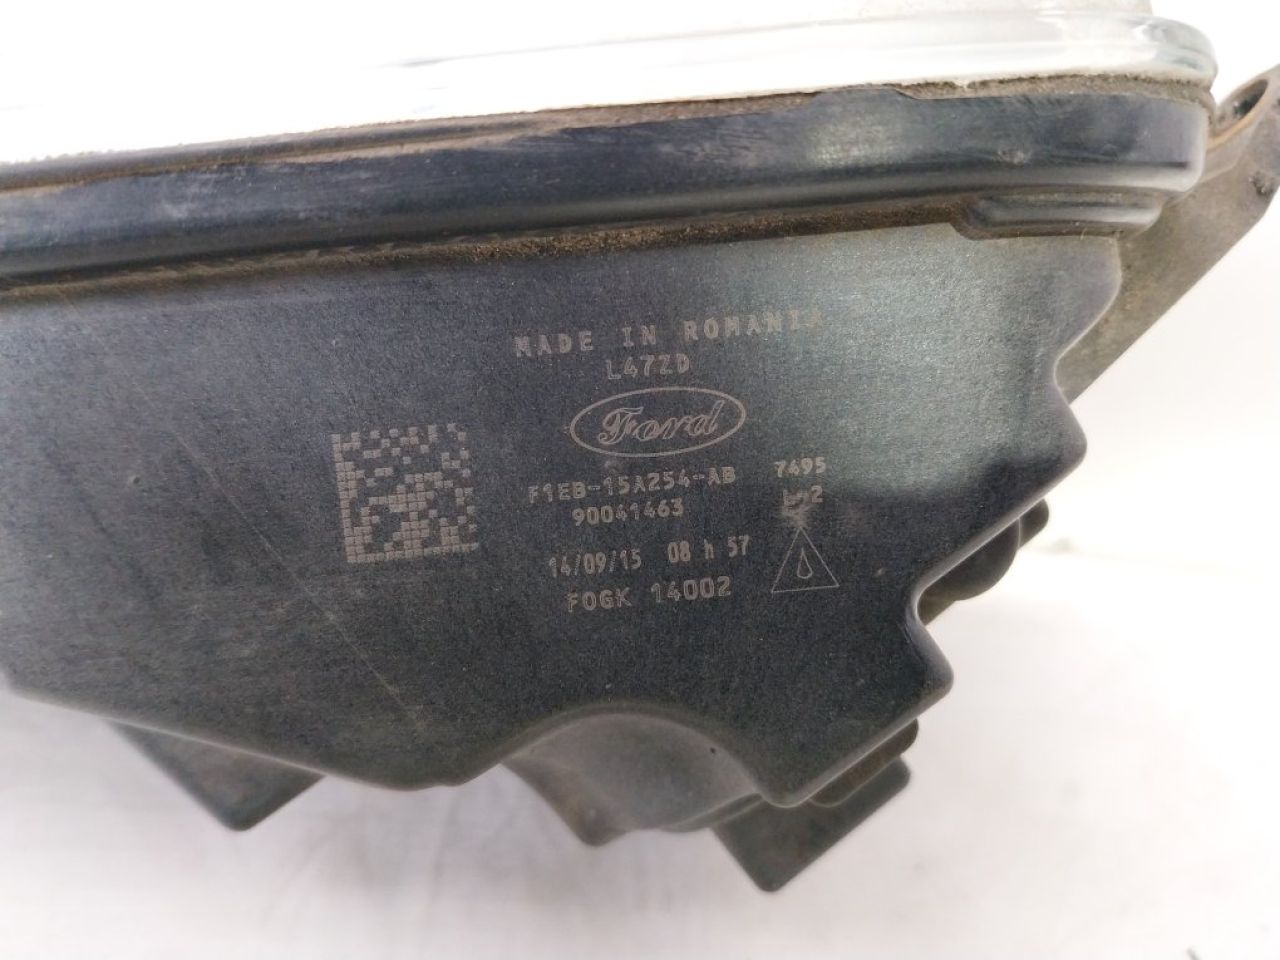 MADE IN ROMANIA
L47ZD
Ford
F1EB-15A254-AB 7495
90041463
14/09/15 08 h 57
FOGK 14002